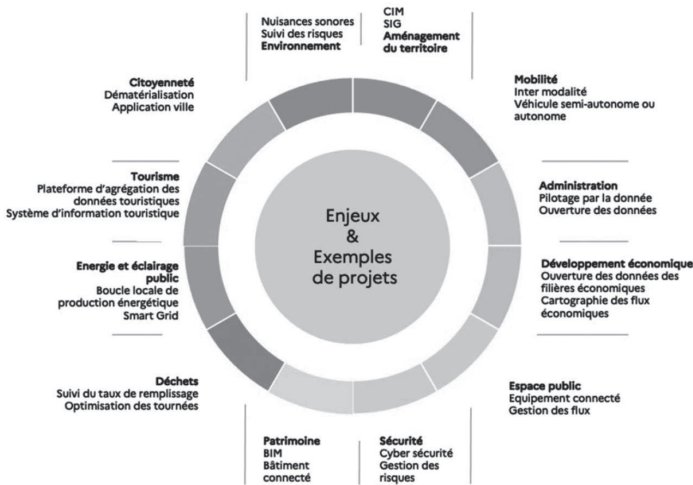 Nuisances sonores
Suivi des risques
Environnement
CIM
SIG
Aménagement
du territoire
Mobilité
Inter modalité
Véhicule semi-autonome ou
autonome
Administration
Pilotage par la donnée
Ouverture des données
Développement économique
Ouverture des données des
filières économiques
Cartographie des flux
économiques
Espace public
Equipement connecté
Gestion des flux
Sécurité
Cyber sécurité
Gestion des
risques
Patrimoine
BIM
Bâtiment
connecté
Déchets
Suivi du taux de remplissage
Optimisation des tournées
Energie et éclairage
public
Boucle locale de
production énergétique
Smart Grid
Tourisme
Plateforme d'agrégation des
données touristiques
Système d'information touristique
Citoyenneté
Dématérialisation
Application ville
Enjeux
&
Exemples
de projets